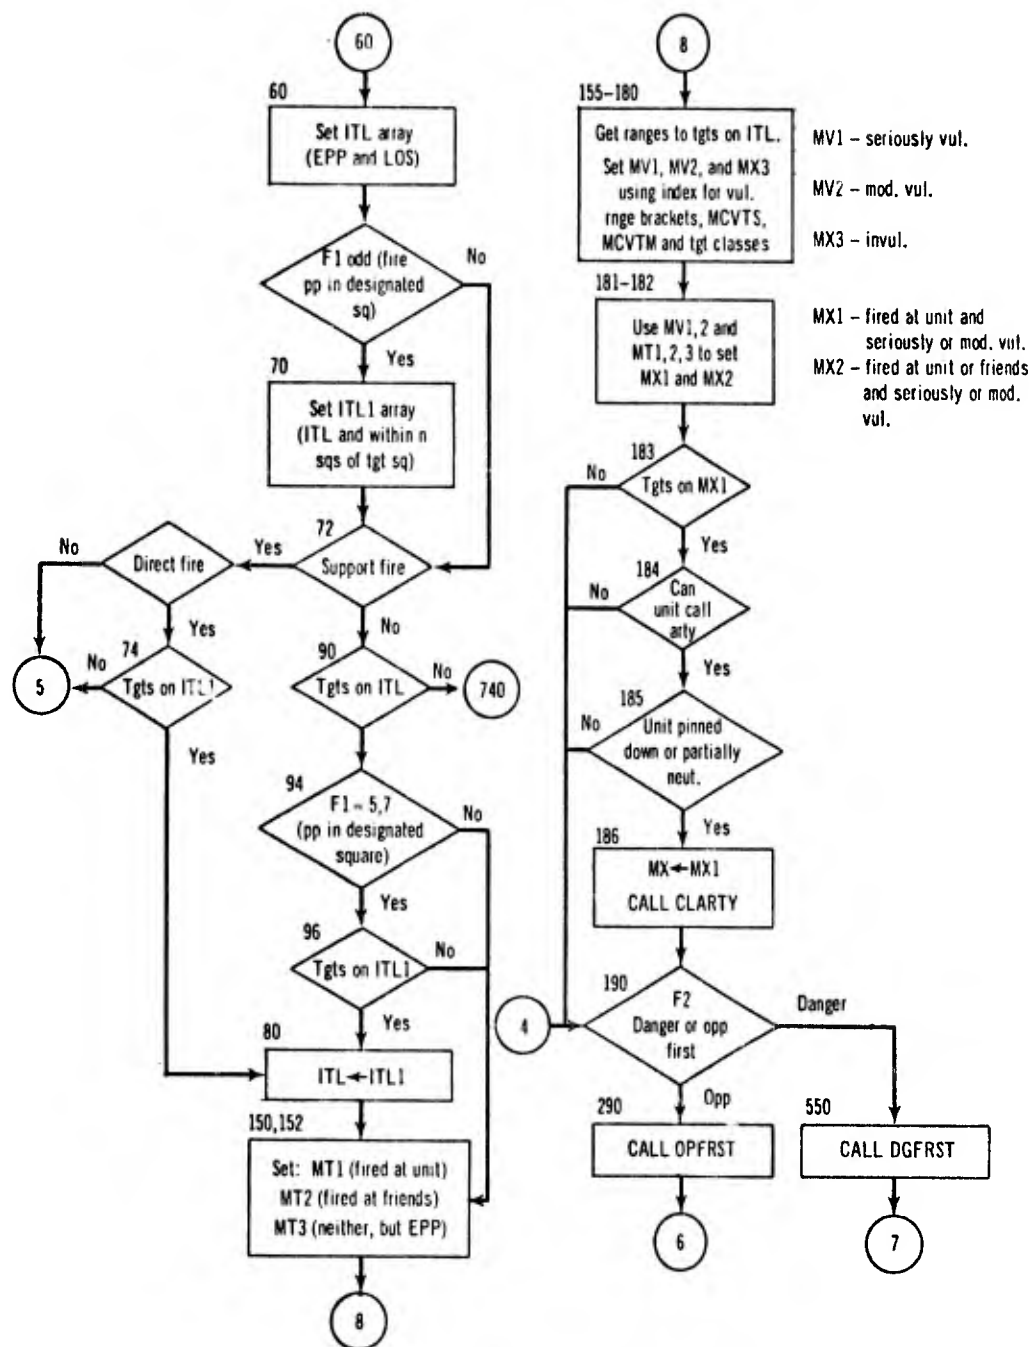 60
60
Set ITL array
(EPP and LOS)
F1 odd (fire
pp in designated
sq)
No
Yes
70
Set ITL1 array
(ITL and within n
sqs of tgt sq)
72
Support fire
Yes
No
Direct fire
No
Yes
74
Tgts on ITL1
No
Yes
5
90
Tgts on ITL
No
740
94
F1 = 5,7
(pp in designated
square)
No
Yes
96
Tgts on ITL1
No
Yes
80
ITL←ITL1
150,152
Set: MT1 (fired at unit)
MT2 (fired at friends)
MT3 (neither, but EPP)
8
8
155-180
Get ranges to tgts on ITL.
Set MV1, MV2, and MX3
using index for vul.
rnge brackets, MCVTS,
MCVTM and tgt classes
MV1 – seriously vul.
MV2 – mod. vul.
MX3 – invul.
181-182
Use MV1,2 and
MT1,2,3 to set
MX1 and MX2
MX1 – fired at unit and
seriously or mod. vul.
MX2 – fired at unit or friends
and seriously or mod.
vul.
183
Tgts on MX1
No
Yes
184
Can
unit call
arty
No
Yes
185
Unit pinned
down or partially
neut.
No
Yes
186
MX←MX1
CALL CLARTY
4
190
F2
Danger or opp
first
Danger
Opp
290
CALL OPFRST
550
CALL DGFRST
6
7